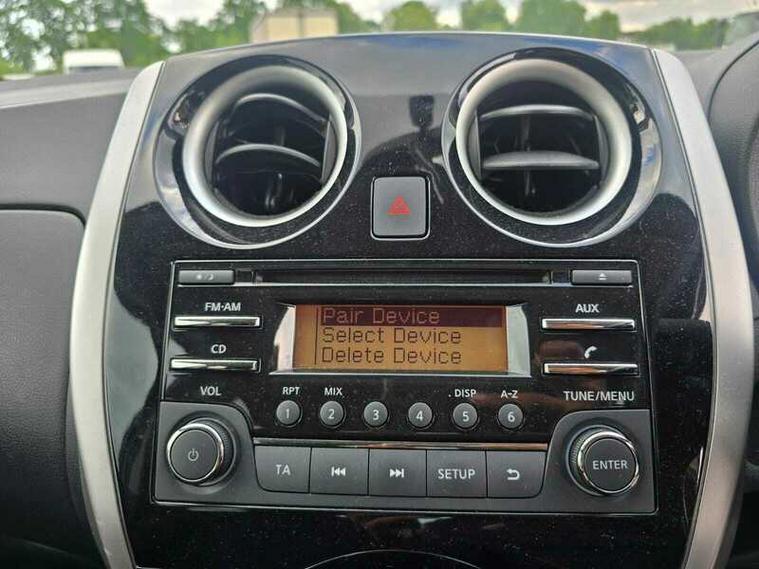 FM·AM
AUX
Pair Device
Select Device
Delete Device
CD
VOL
RPT MIX . DISP A-Z
TUNE/MENU
1 2 3 4 5 6
TA SETUP ENTER